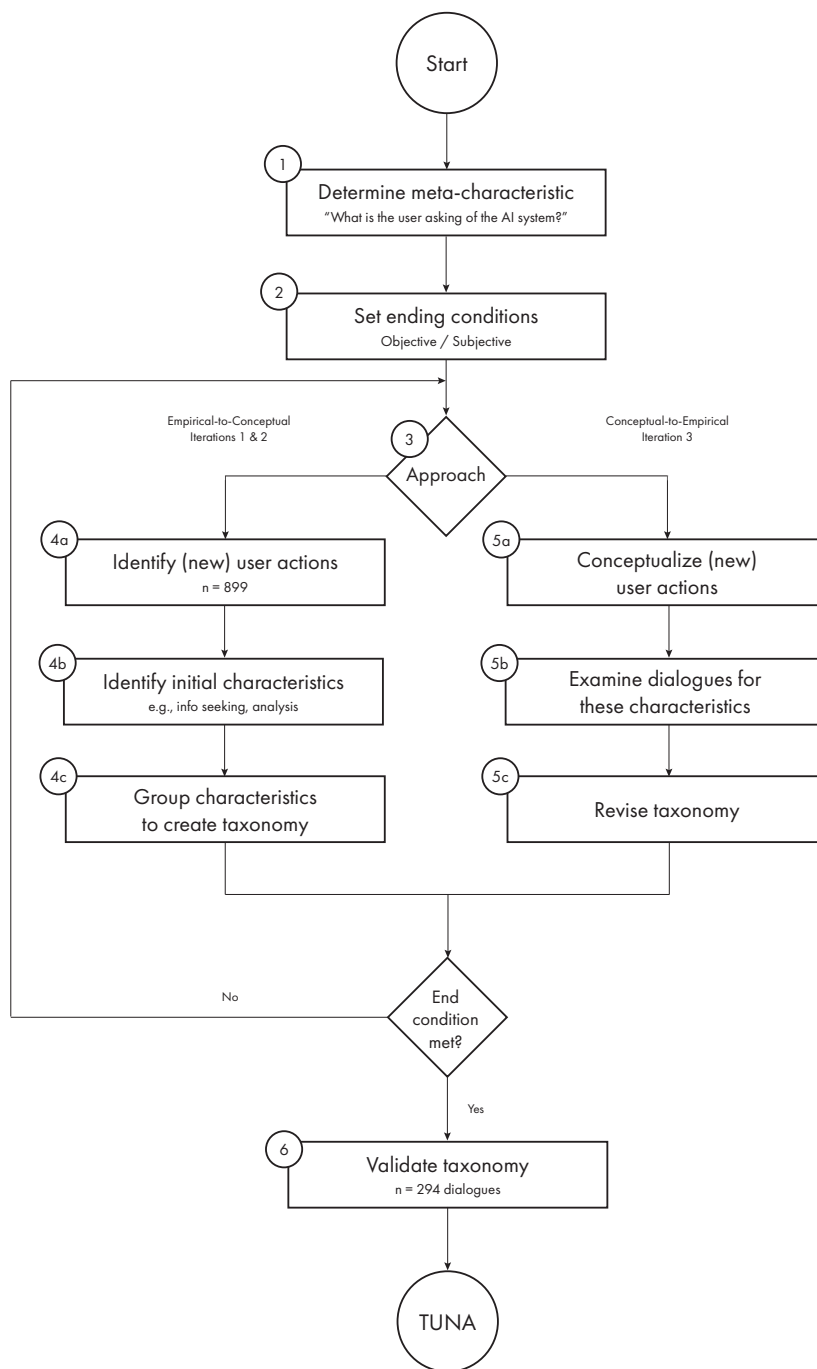 Start
1
Determine meta-characteristic
“What is the user asking of the AI system?”
2
Set ending conditions
Objective / Subjective
Empirical-to-Conceptual
Iterations 1 & 2
Conceptual-to-Empirical
Iteration 3
3
Approach
4a
Identify (new) user actions
n = 899
5a
Conceptualize (new)
user actions
4b
Identify initial characteristics
e.g., info seeking, analysis
5b
Examine dialogues for
these characteristics
4c
Group characteristics
to create taxonomy
5c
Revise taxonomy
No
End
condition
met?
Yes
6
Validate taxonomy
n = 294 dialogues
TUNA